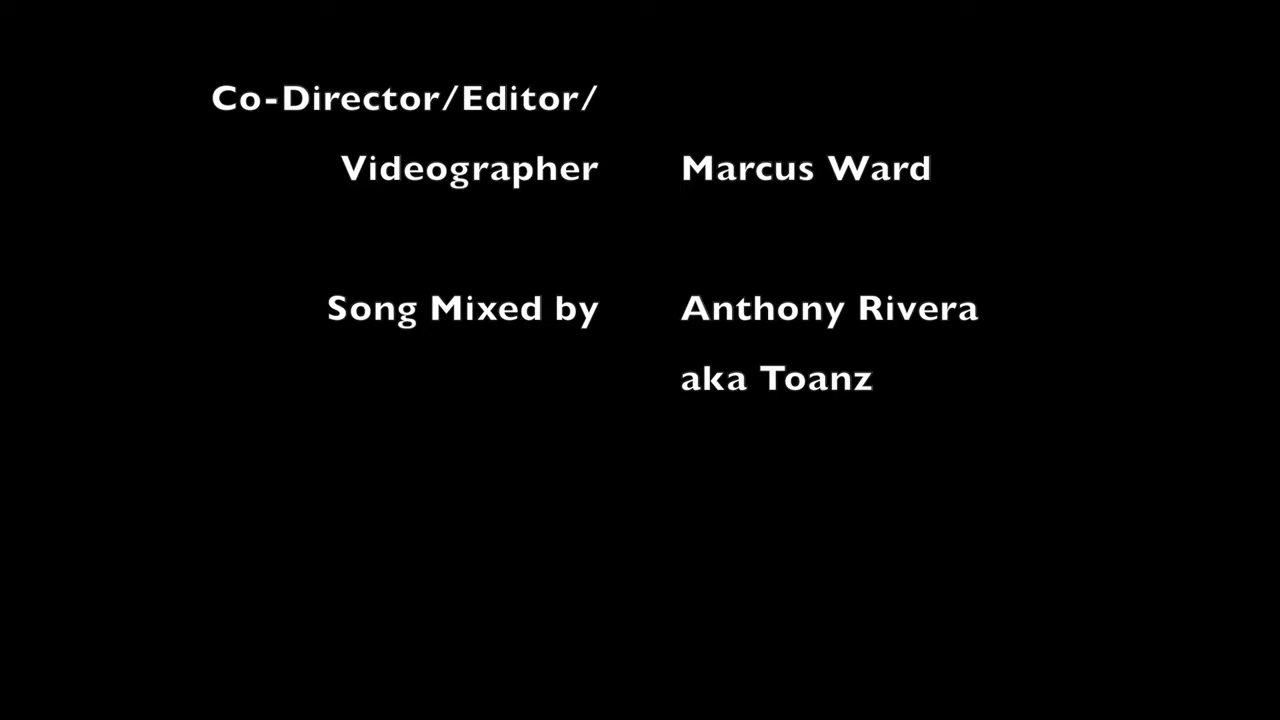 Co-Director/Editor/
Videographer Marcus Ward
Song Mixed by Anthony Rivera
aka Toanz